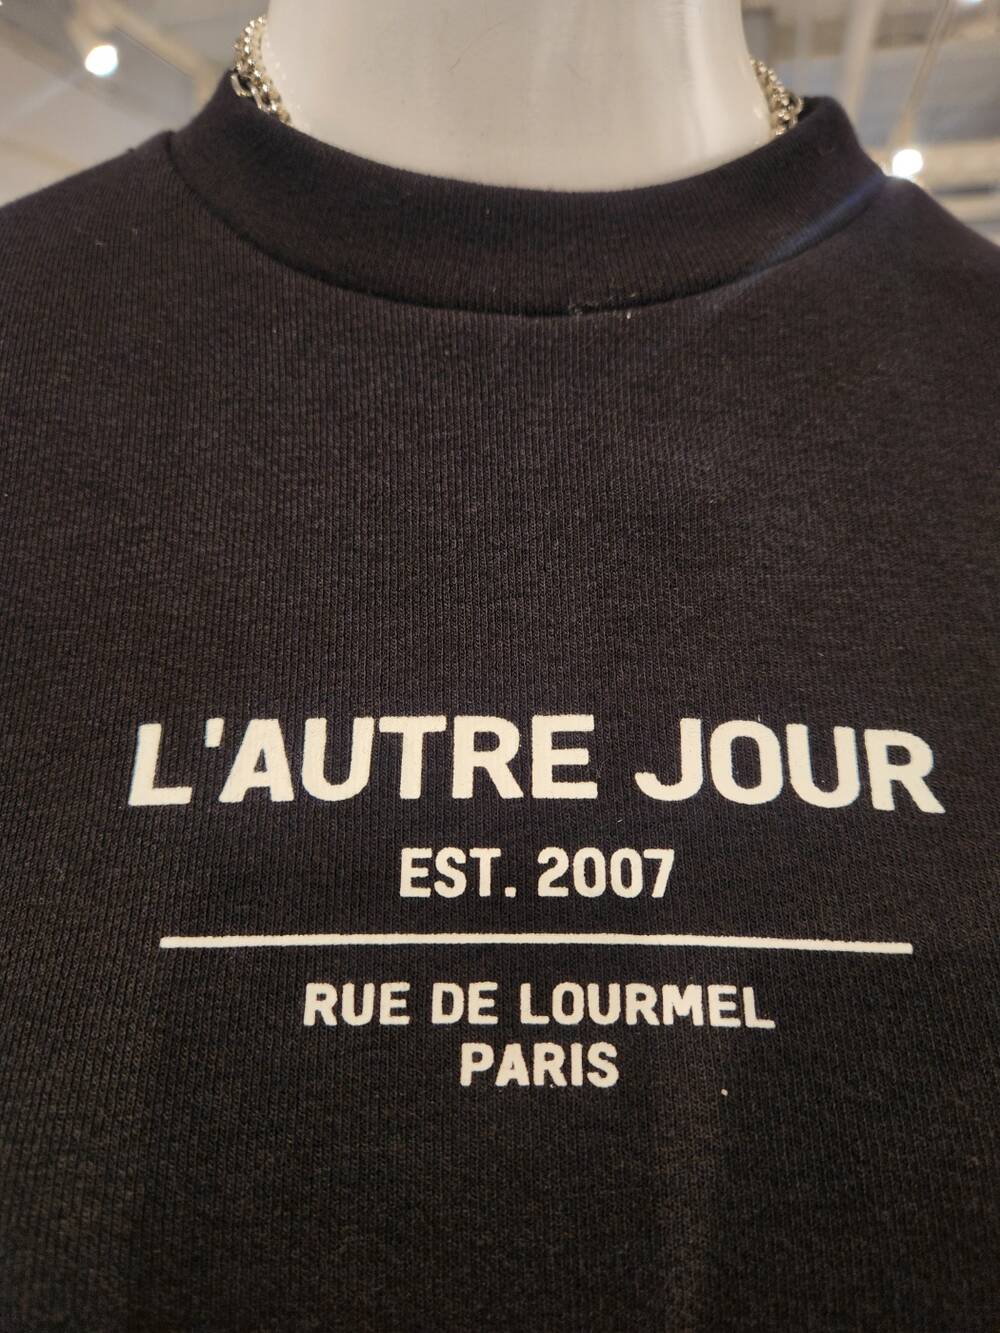 L'AUTRE JOUR
EST. 2007
RUE DE LOURMEL
PARIS